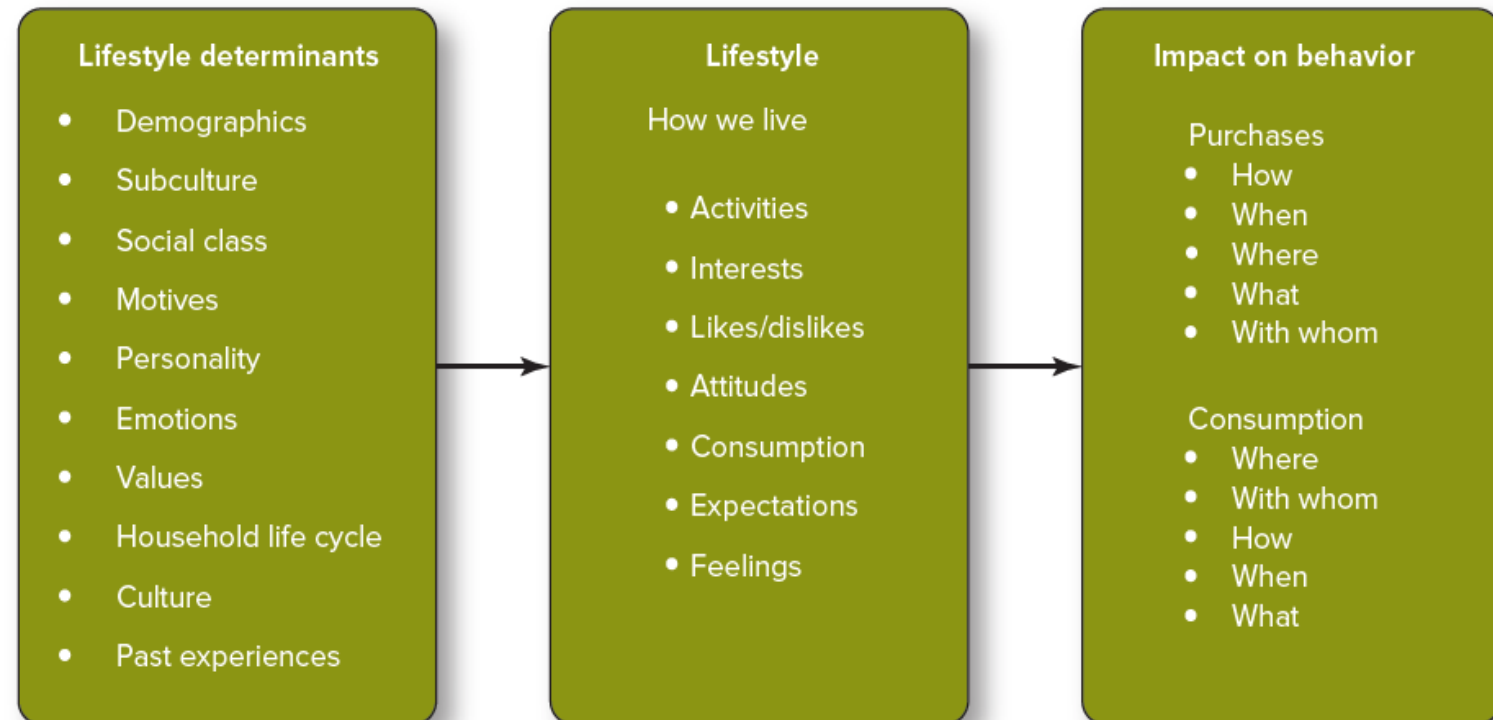 Lifestyle determinants
• Demographics
• Subculture
• Social class
• Motives
• Personality
• Emotions
• Values
• Household life cycle
• Culture
• Past experiences
Lifestyle
How we live
• Activities
• Interests
• Likes/dislikes
• Attitudes
• Consumption
• Expectations
• Feelings
Impact on behavior
Purchases
• How
• When
• Where
• What
• With whom
Consumption
• Where
• With whom
• How
• When
• What